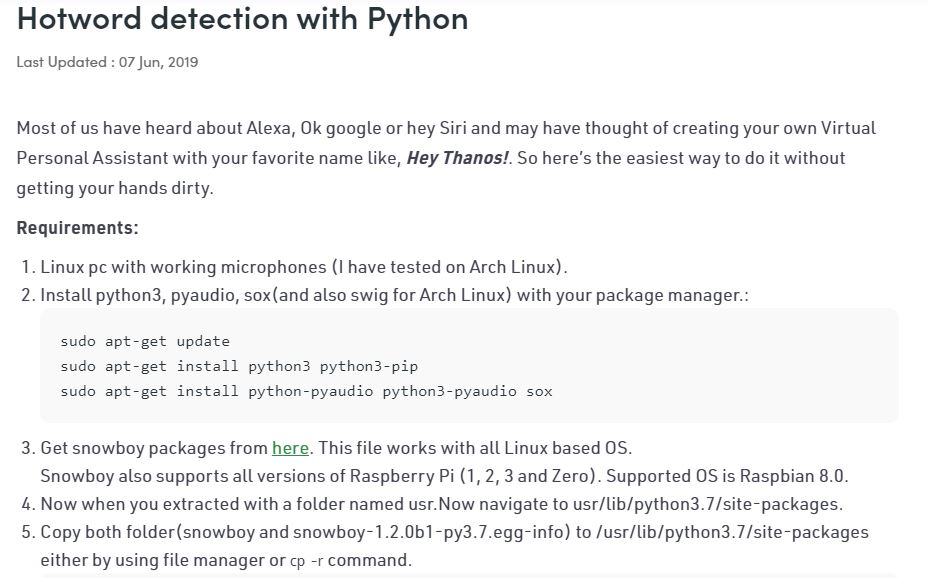 Hotword detection with Python
Last Updated : 07 Jun, 2019
Most of us have heard about Alexa, Ok google or hey Siri and may have thought of creating your own Virtual
Personal Assistant with your favorite name like, Hey Thanos!. So here's the easiest way to do it without
getting your hands dirty.
Requirements:
1. Linux pc with working microphones (I have tested on Arch Linux).
2. Install python3, pyaudio, sox(and also swig for Arch Linux) with your package manager.:
sudo apt-get update
sudo apt-get install python3 python3-pip
sudo apt-get install python-pyaudio python3-pyaudio sox
3. Get snowboy packages from here. This file works with all Linux based OS.
Snowboy also supports all versions of Raspberry Pi (1, 2, 3 and Zero). Supported OS is Raspbian 8.0.
4. Now when you extracted with a folder named usr.Now navigate to usr/lib/python3.7/site-packages.
5. Copy both folder(snowboy and snowboy-1.2.0b1-py3.7.egg-info) to /usr/lib/python3.7/site-packages
either by using file manager or cp -r command.